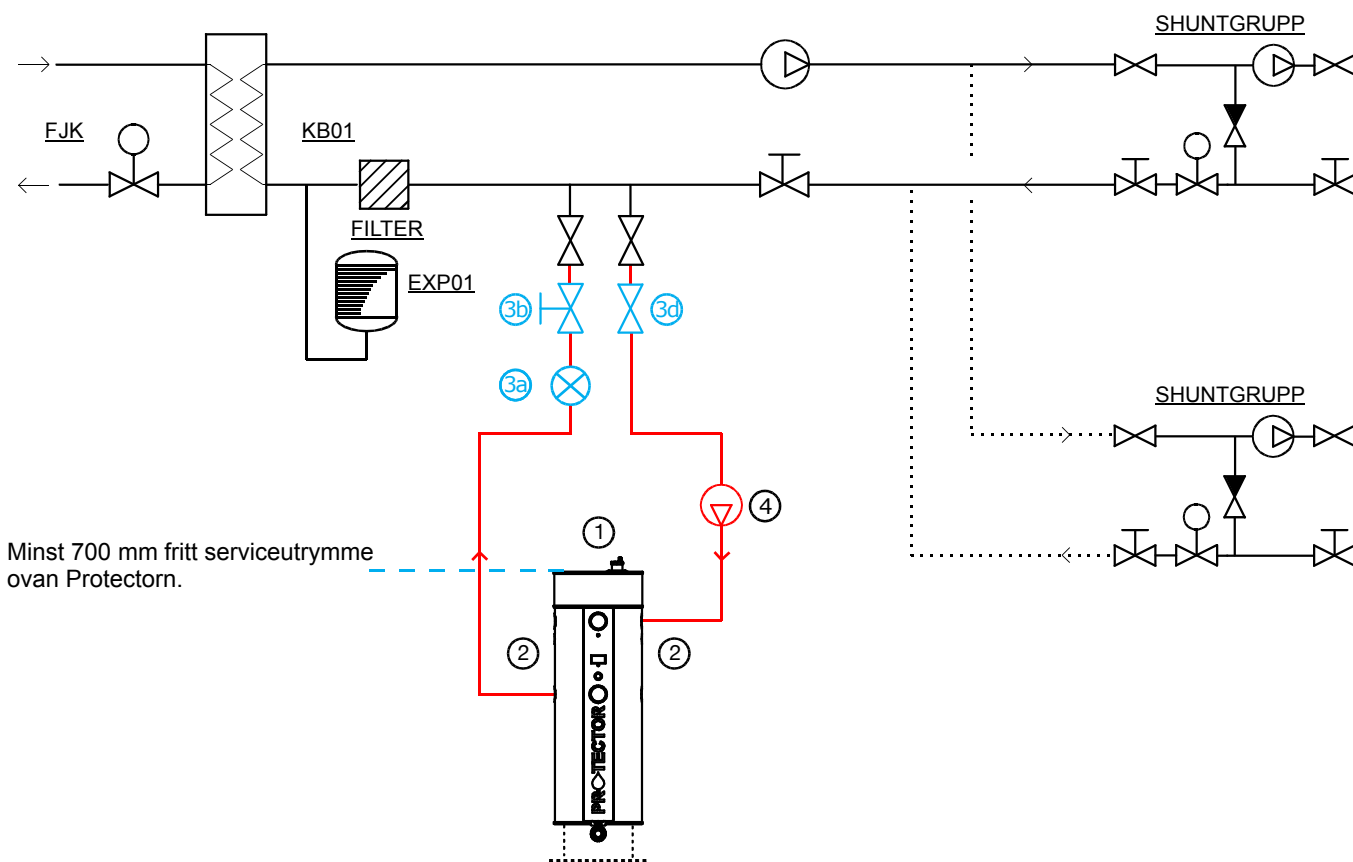 SHUNTGRUPP
FJK
KB01
FILTER
EXP01
3b
3d
3a
SHUNTGRUPP
4
1
Minst 700 mm fritt serviceutrymme
ovan Protectorn.
2
2
PROTECTOR